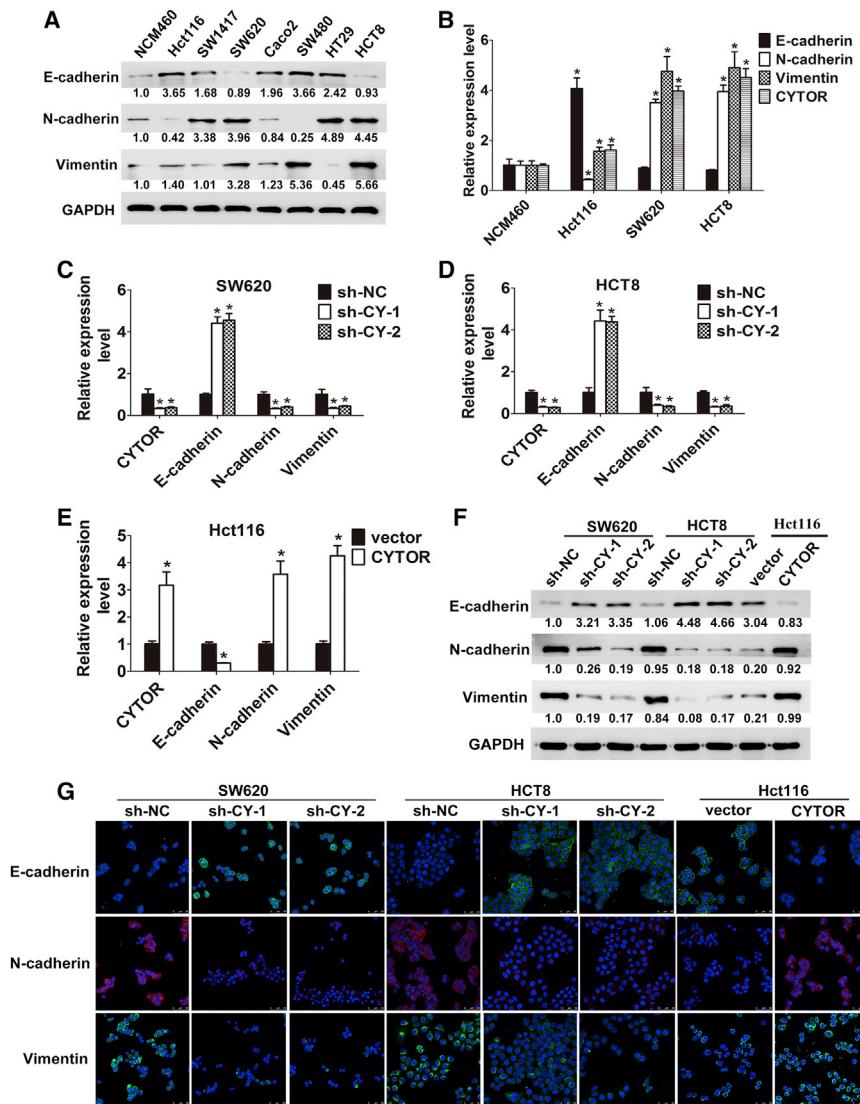 A
NCM460 Hct116 SW1417 SW620 Caco2 SW480 HT29 HCT8
E-cadherin
1.0 3.65 1.68 0.89 1.96 3.66 2.42 0.93
N-cadherin
1.0 0.42 3.38 3.96 0.84 0.25 4.89 4.45
Vimentin
1.0 1.40 1.01 3.28 1.23 5.36 0.45 5.66
GAPDH
B
Relative expression level
6
4
2
0
* * * * * * * * * *
E-cadherin
N-cadherin
Vimentin
CYTOR
NCM460 Hct116 SW620 HCT8
C
SW620
Relative expression
level
6
4
2
0
* * * * * * * *
sh-NC
sh-CY-1
sh-CY-2
CYTOR E-cadherin N-cadherin Vimentin
D
HCT8
Relative expression
level
6
4
2
0
* * * * * * * *
sh-NC
sh-CY-1
sh-CY-2
CYTOR E-cadherin N-cadherin Vimentin
E
Hct116
Relative expression
level
5
4
3
2
1
0
* * * *
vector
CYTOR
CYTOR E-cadherin N-cadherin Vimentin
F
SW620 HCT8 Hct116
sh-NC sh-CY-1 sh-CY-2 sh-NC sh-CY-1 sh-CY-2 vector CYTOR
E-cadherin
1.0 3.21 3.35 1.06 4.48 4.66 3.04 0.83
N-cadherin
1.0 0.26 0.19 0.95 0.18 0.18 0.20 0.92
Vimentin
1.0 0.19 0.17 0.84 0.08 0.17 0.21 0.99
GAPDH
G
SW620 HCT8 Hct116
sh-NC sh-CY-1 sh-CY-2 sh-NC sh-CY-1 sh-CY-2 vector CYTOR
E-cadherin
N-cadherin
Vimentin